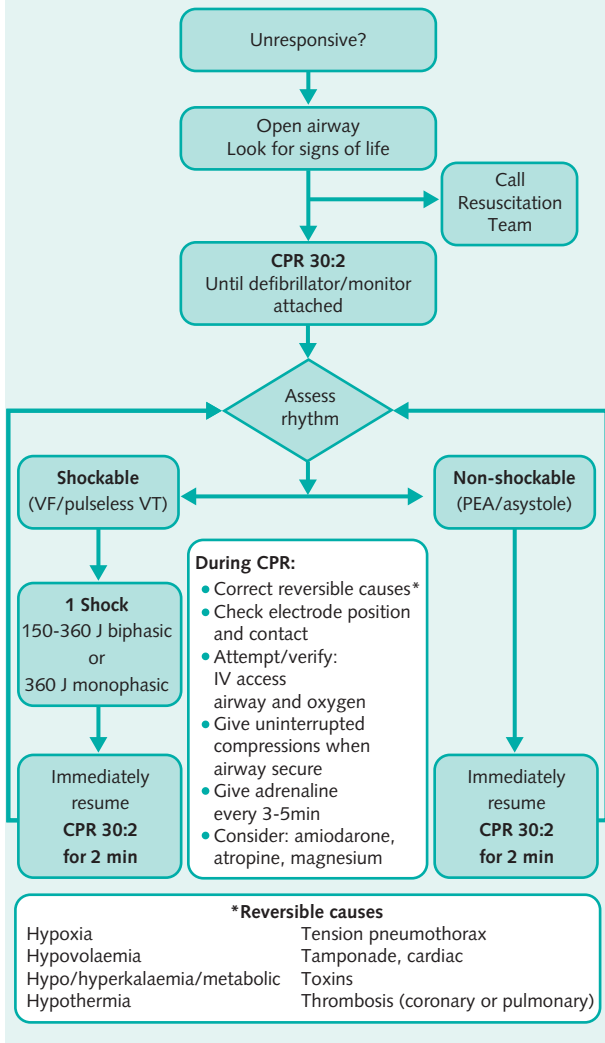 Unresponsive?
Open airway
Look for signs of life
Call
Resuscitation
Team
CPR 30:2
Until defibrillator/monitor
attached
Assess
rhythm
Shockable
(VF/pulseless VT)
Non-shockable
(PEA/asystole)
1 Shock
150-360 J biphasic
or
360 J monophasic
During CPR:
• Correct reversible causes*
• Check electrode position
and contact
• Attempt/verify:
IV access
airway and oxygen
• Give uninterrupted
compressions when
airway secure
• Give adrenaline
every 3-5min
• Consider: amiodarone,
atropine, magnesium
Immediately
resume
CPR 30:2
for 2 min
Immediately
resume
CPR 30:2
for 2 min
*Reversible causes
Hypoxia
Hypovolaemia
Hypo/hyperkalaemia/metabolic
Hypothermia
Tension pneumothorax
Tamponade, cardiac
Toxins
Thrombosis (coronary or pulmonary)